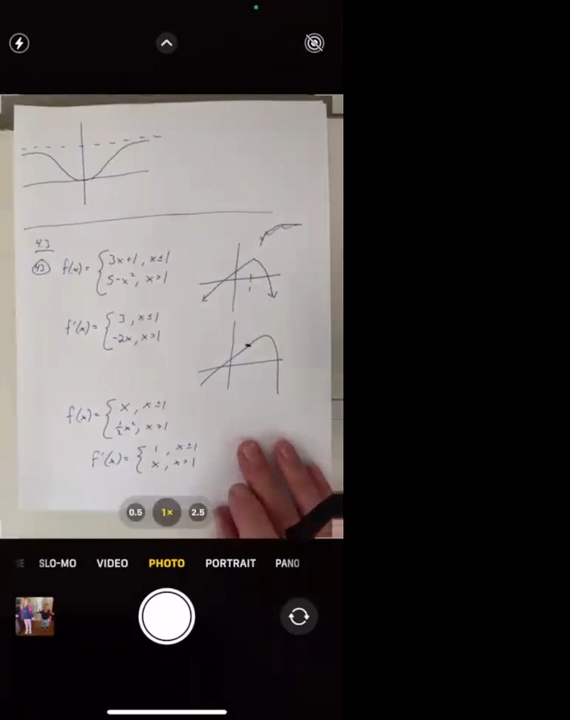 4.3
43 f(x) = { 3x+1, x≤1
5-x², x>1
f'(x) = { 3, x≤1
-2x, x>1
f(x) = { x, x≤1
½x², x>1
f'(x) = { 1, x≤1
x, x>1
0.5 1× 2.5
SLO-MO VIDEO PHOTO PORTRAIT PANO